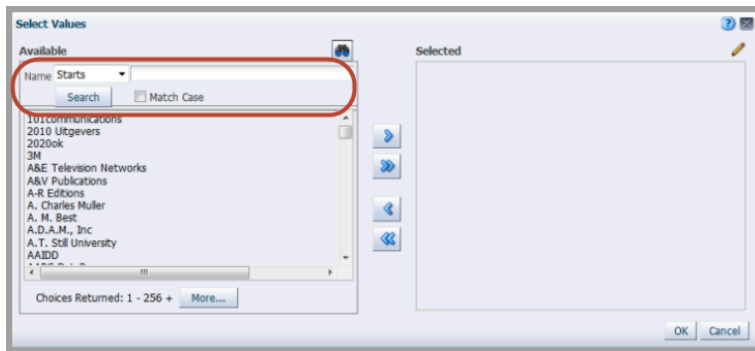 Select Values
Available
Selected
Name Starts
Search Match Case
101communications
2010 Uitgevers
2020ok
3M
A&E Television Networks
A&V Publications
A-R Editions
A. Charles Muller
A. M. Best
A.D.A.M., Inc
A.T. Still University
AAIDD
Choices Returned: 1 - 256 + More...
OK Cancel